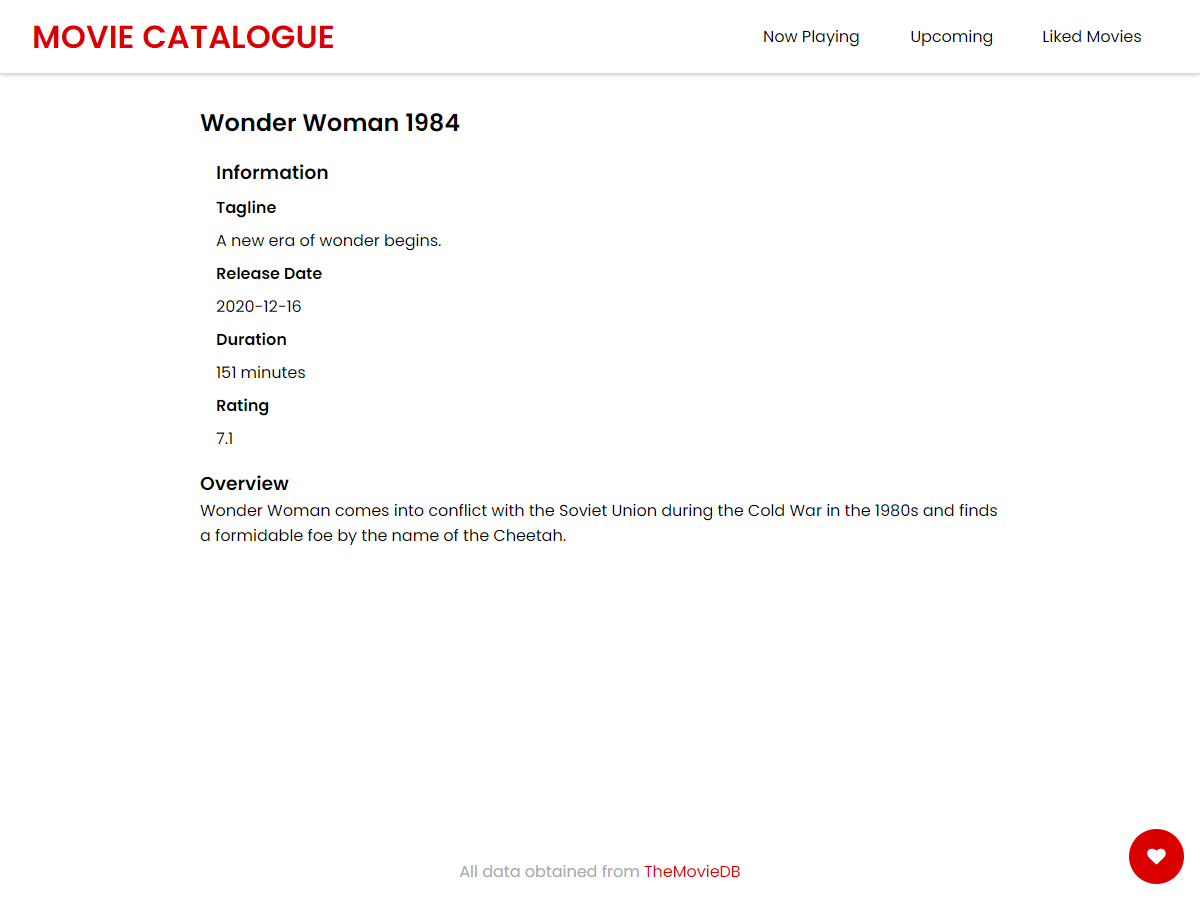 MOVIE CATALOGUE
Now Playing
Upcoming
Liked Movies
Wonder Woman 1984
Information
Tagline
A new era of wonder begins.
Release Date
2020-12-16
Duration
151 minutes
Rating
7.1
Overview
Wonder Woman comes into conflict with the Soviet Union during the Cold War in the 1980s and finds
a formidable foe by the name of the Cheetah.
All data obtained from TheMovieDB